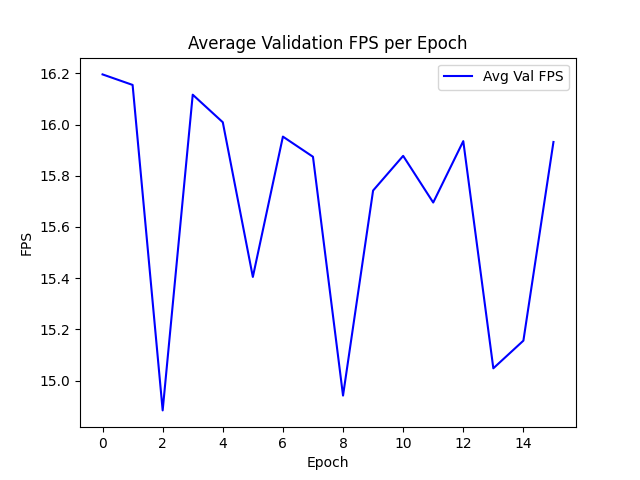 Average Validation FPS per Epoch
Avg Val FPS
FPS
16.2
16.0
15.8
15.6
15.4
15.2
15.0
0 2 4 6 8 10 12 14
Epoch